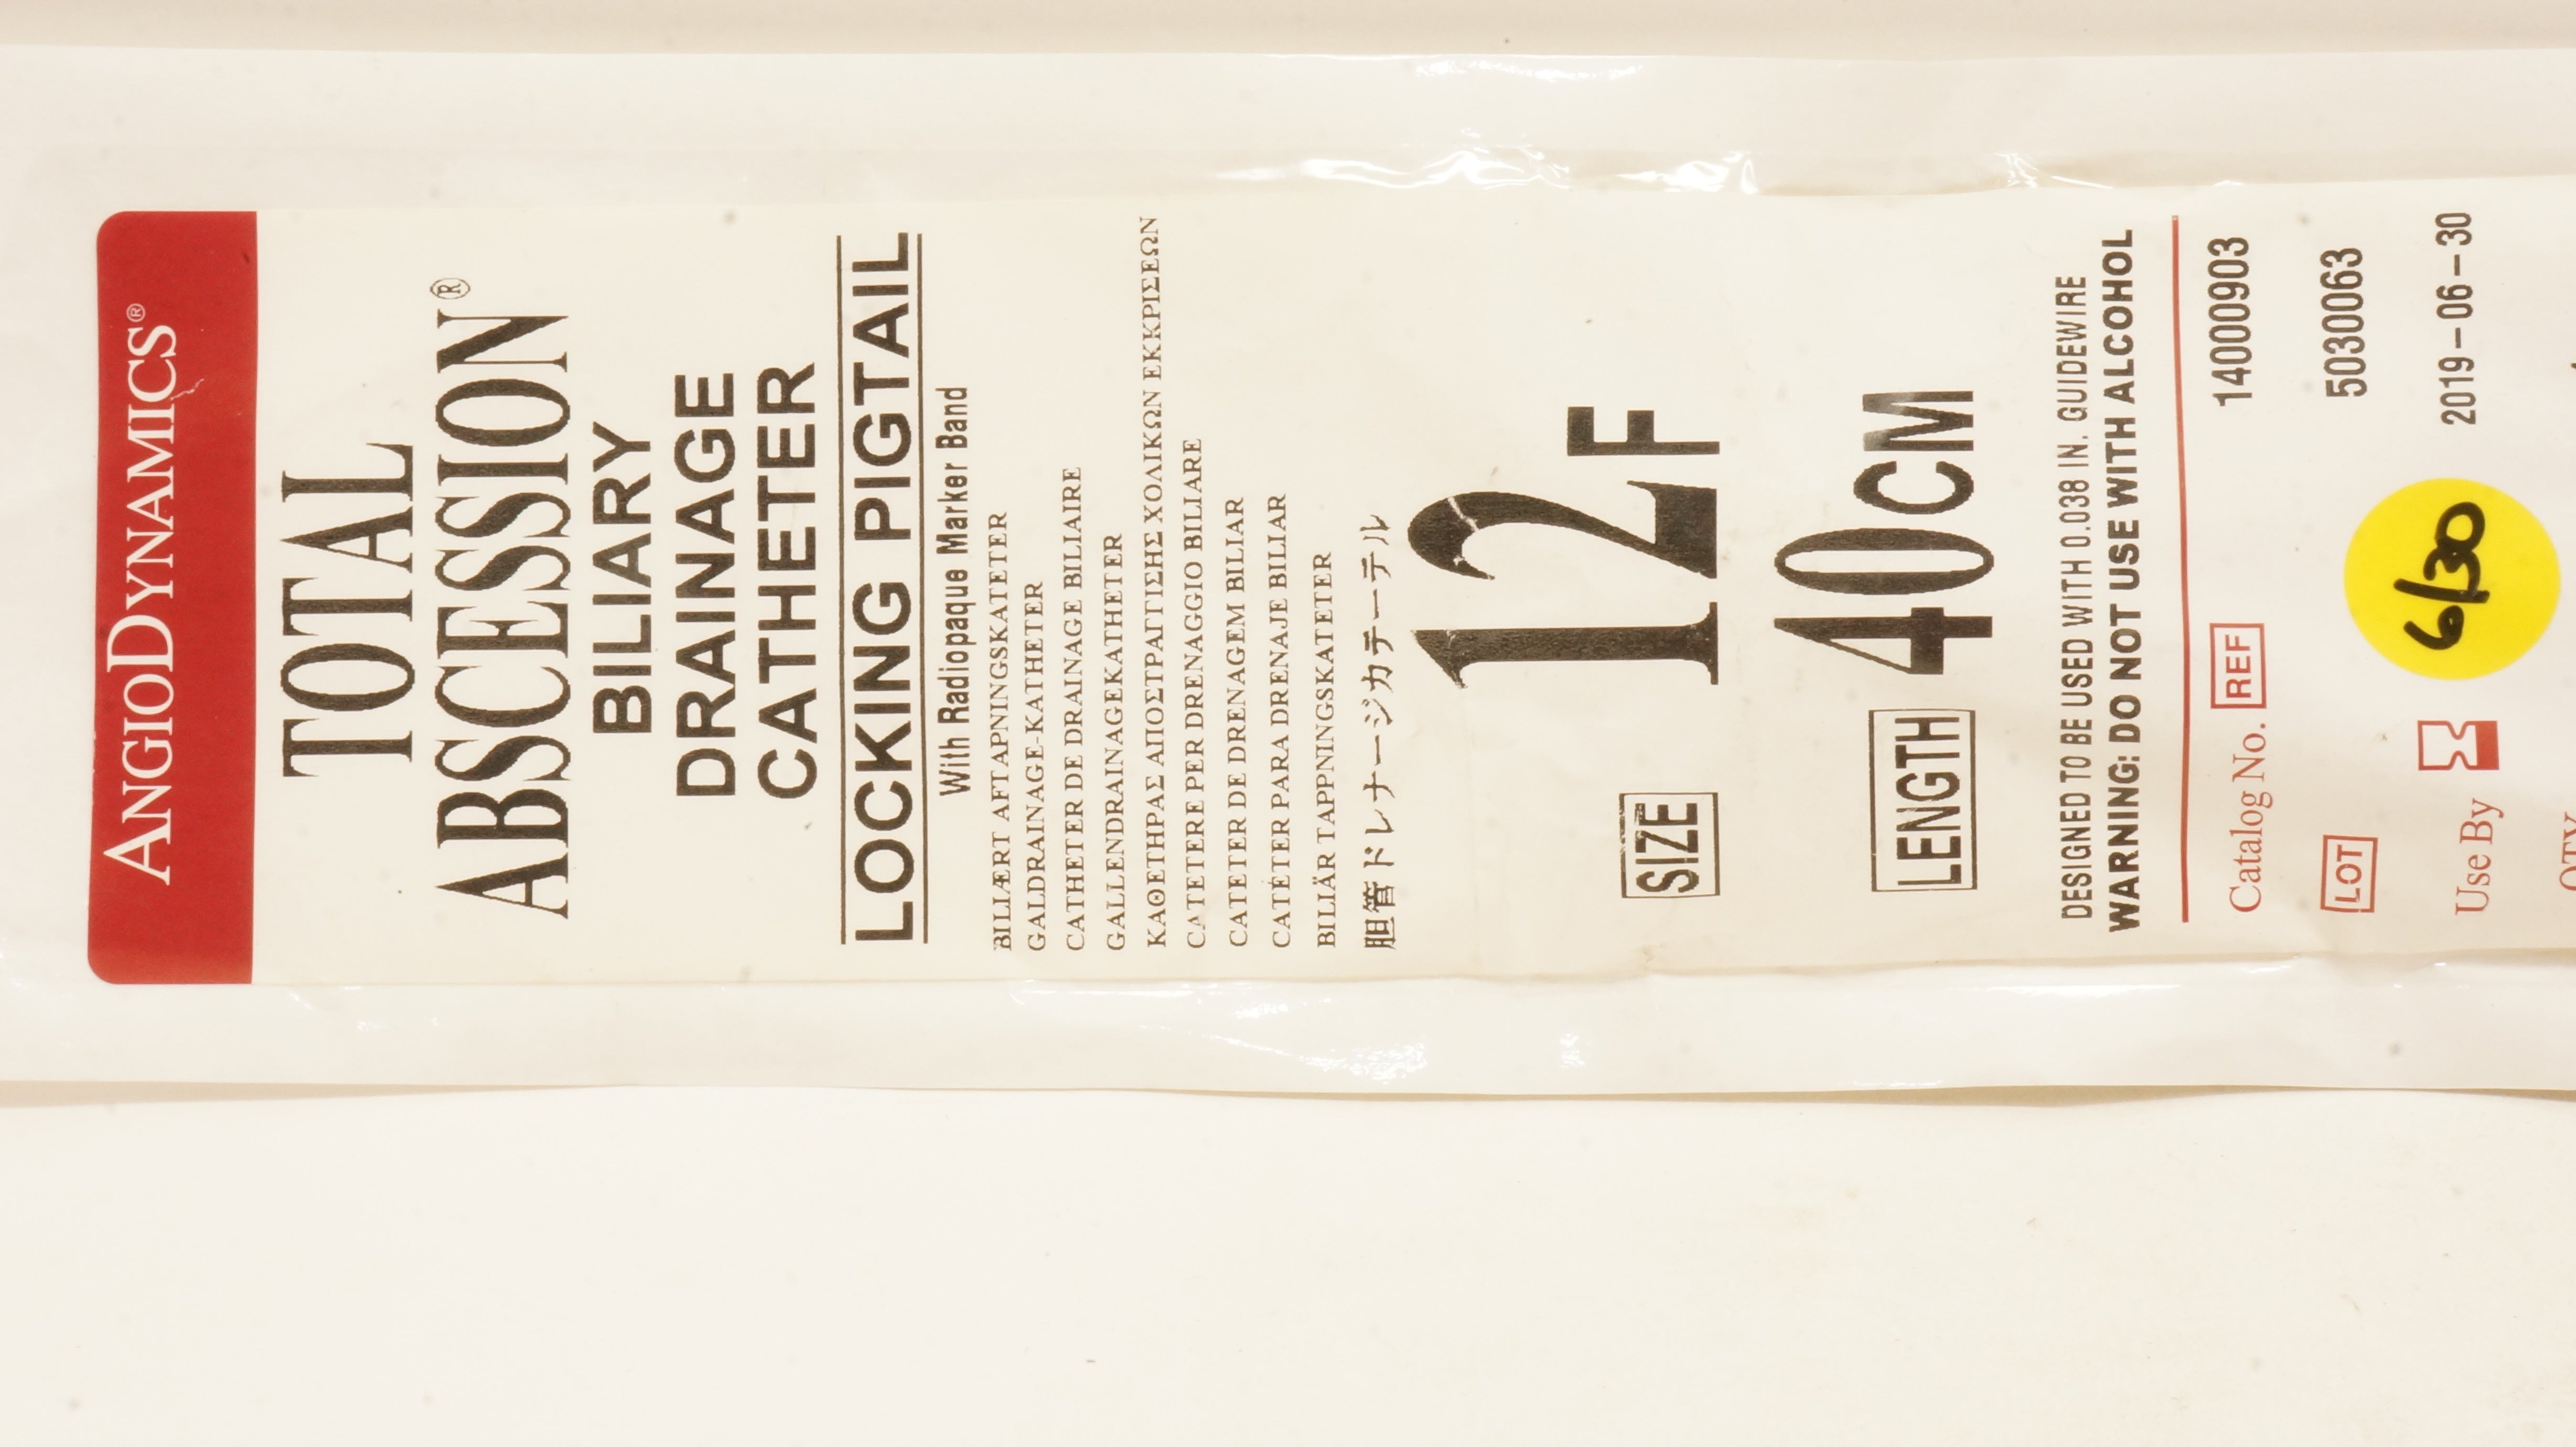 ANGIODYNAMICS®
TOTAL
ABSCESSION®
BILIARY
DRAINAGE
CATHETER
LOCKING PIGTAIL
With Radiopaque Marker Band
BILIÆRT AFTAPNINGSKATETER
GALDRAINAGE-KATHETER
CATHETER DE DRAINAGE BILIAIRE
GALLENDRAINAGEKATHETER
ΚΑΘΕΤΗΡΑΣ ΑΠΟΣΤΡΑΓΓΙΣΗΣ ΧΟΛΙΚΩΝ ΕΚΚΡΙΣΕΩΝ
CATETERE PER DRENAGGIO BILIARE
CATETER DE DRENAGEM BILIAR
CATÉTER PARA DRENAJE BILIAR
BILIÄR TAPPNINGSKATETER
胆管ドレナージカテーテル
SIZE 12F
LENGTH 40CM
DESIGNED TO BE USED WITH 0.038 IN. GUIDEWIRE
WARNING: DO NOT USE WITH ALCOHOL
Catalog No. REF 14000903
LOT 5030063
Use By 2019-06-30
6/30
QTY